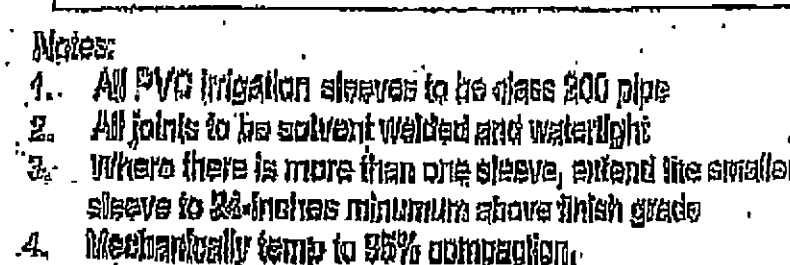 Notes:
1. All PVC irrigation sleeves to be class 200 pipe
2. All joints to be solvent welded and watertight
3. Where there is more than one sleeve, extend the smaller
sleeve to 24-inches minumum above finish grade
4. Mechanically tamp to 95% compaction.